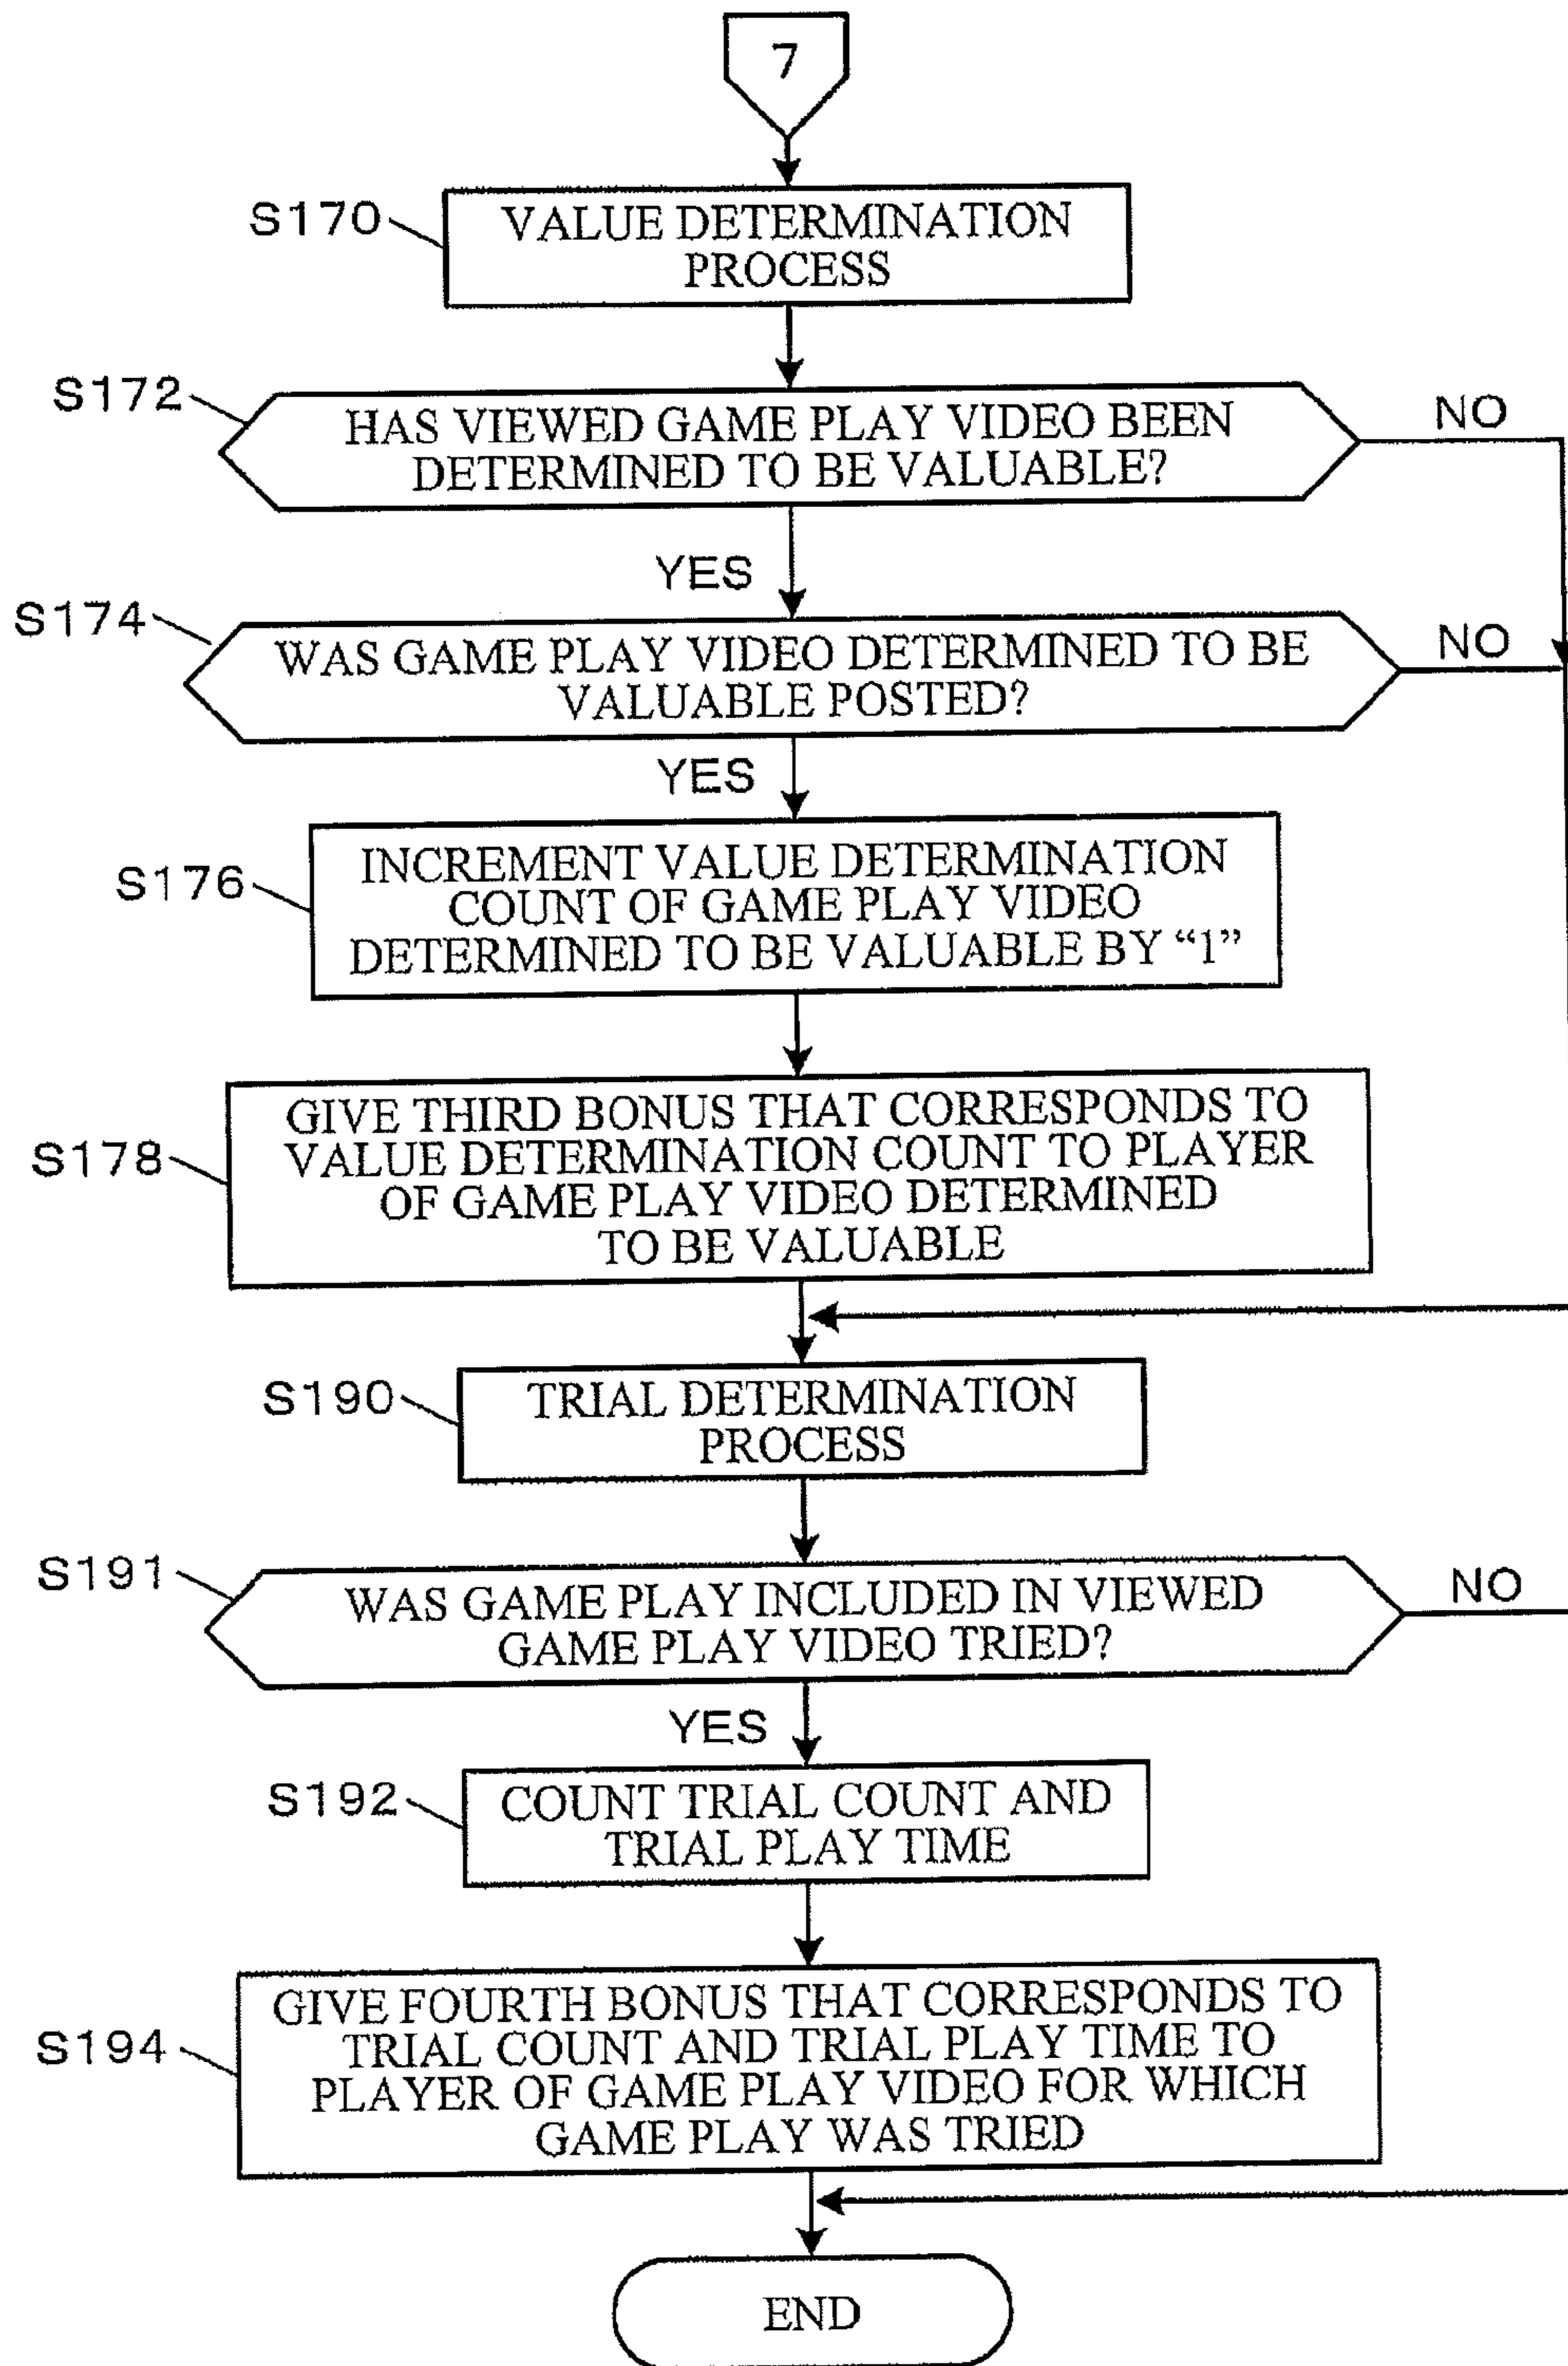 7
S170
VALUE DETERMINATION
PROCESS
S172
HAS VIEWED GAME PLAY VIDEO BEEN
DETERMINED TO BE VALUABLE?
NO
YES
S174
WAS GAME PLAY VIDEO DETERMINED TO BE
VALUABLE POSTED?
NO
YES
S176
INCREMENT VALUE DETERMINATION
COUNT OF GAME PLAY VIDEO
DETERMINED TO BE VALUABLE BY “1”
S178
GIVE THIRD BONUS THAT CORRESPONDS TO
VALUE DETERMINATION COUNT TO PLAYER
OF GAME PLAY VIDEO DETERMINED
TO BE VALUABLE
S190
TRIAL DETERMINATION
PROCESS
S191
WAS GAME PLAY INCLUDED IN VIEWED
GAME PLAY VIDEO TRIED?
NO
YES
S192
COUNT TRIAL COUNT AND
TRIAL PLAY TIME
S194
GIVE FOURTH BONUS THAT CORRESPONDS TO
TRIAL COUNT AND TRIAL PLAY TIME TO
PLAYER OF GAME PLAY VIDEO FOR WHICH
GAME PLAY WAS TRIED
END